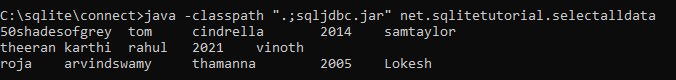 C:\sqlite\connect>java -classpath ".;sqljdbc.jar" net.sqlitetutorial.selectalldata
50shadesofgrey tom cindrella 2014 samtaylor
theeran karthi rahul 2021 vinoth
roja arvindswamy thamanna 2005 Lokesh